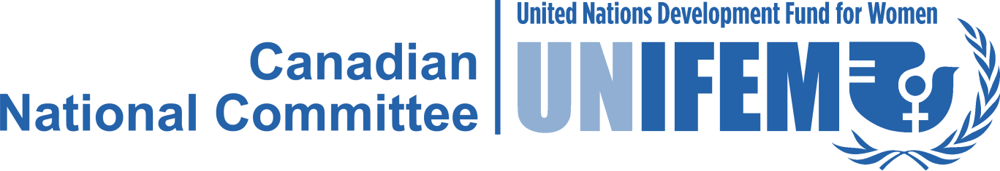 Canadian
National Committee
United Nations Development Fund for Women
UNIFEM